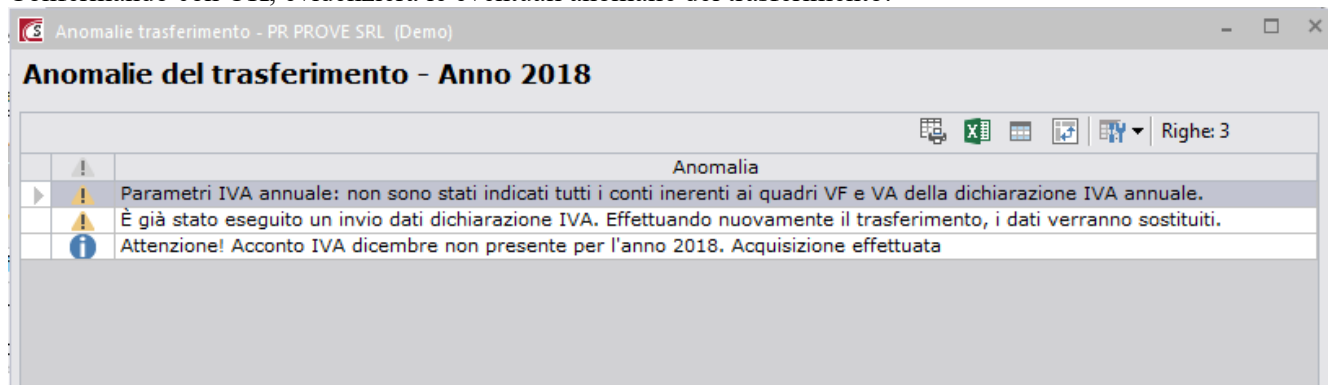 Anomalie trasferimento - PR PROVE SRL (Demo)
Anomalie del trasferimento - Anno 2018
Righe: 3
Anomalia
Parametri IVA annuale: non sono stati indicati tutti i conti inerenti ai quadri VF e VA della dichiarazione IVA annuale.
È già stato eseguito un invio dati dichiarazione IVA. Effettuando nuovamente il trasferimento, i dati verranno sostituiti.
Attenzione! Acconto IVA dicembre non presente per l'anno 2018. Acquisizione effettuata